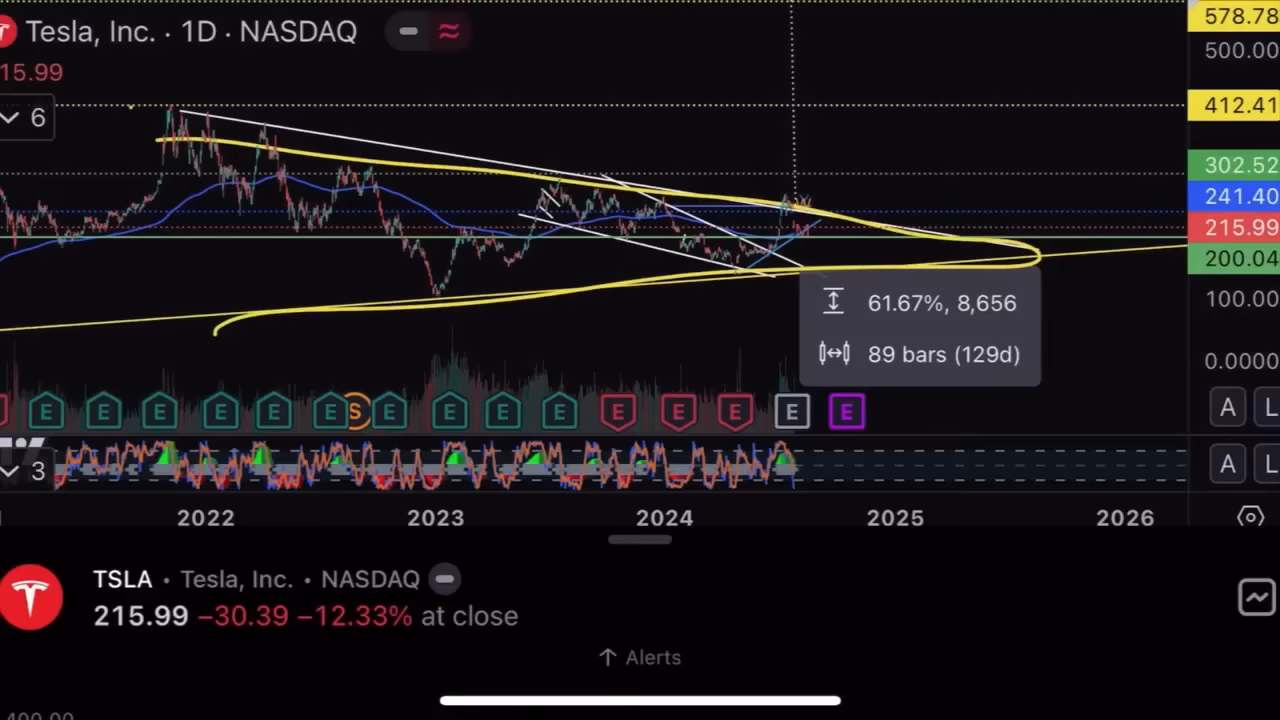 Tesla, Inc. · 1D · NASDAQ
15.99
6
578.78
500.00
412.41
302.52
241.40
215.99
200.04
100.00
0.0000
61.67%, 8,656
89 bars (129d)
E E E E E E S E E E E E E E E E
A L
3
A L
2022 2023 2024 2025 2026
TSLA · Tesla, Inc. · NASDAQ
215.99 −30.39 −12.33% at close
↑ Alerts
400.00